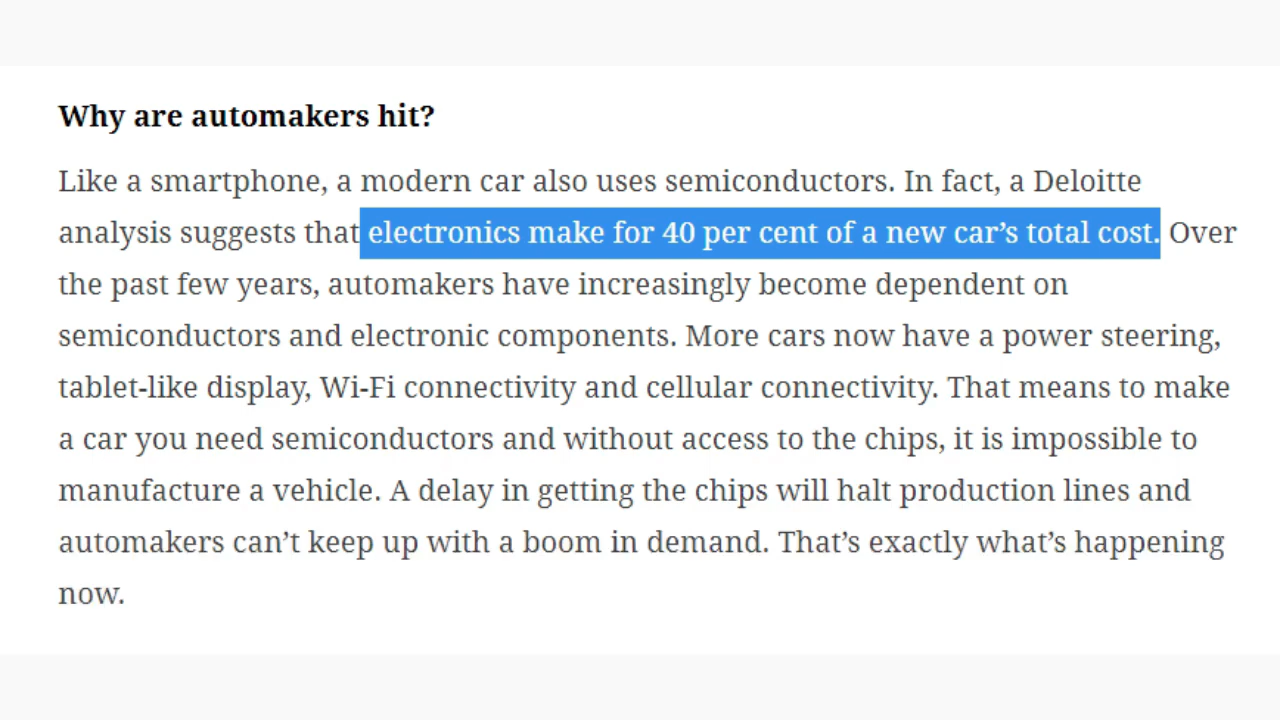 Why are automakers hit?
Like a smartphone, a modern car also uses semiconductors. In fact, a Deloitte
analysis suggests that electronics make for 40 per cent of a new car’s total cost. Over
the past few years, automakers have increasingly become dependent on
semiconductors and electronic components. More cars now have a power steering,
tablet-like display, Wi-Fi connectivity and cellular connectivity. That means to make
a car you need semiconductors and without access to the chips, it is impossible to
manufacture a vehicle. A delay in getting the chips will halt production lines and
automakers can’t keep up with a boom in demand. That’s exactly what’s happening
now.